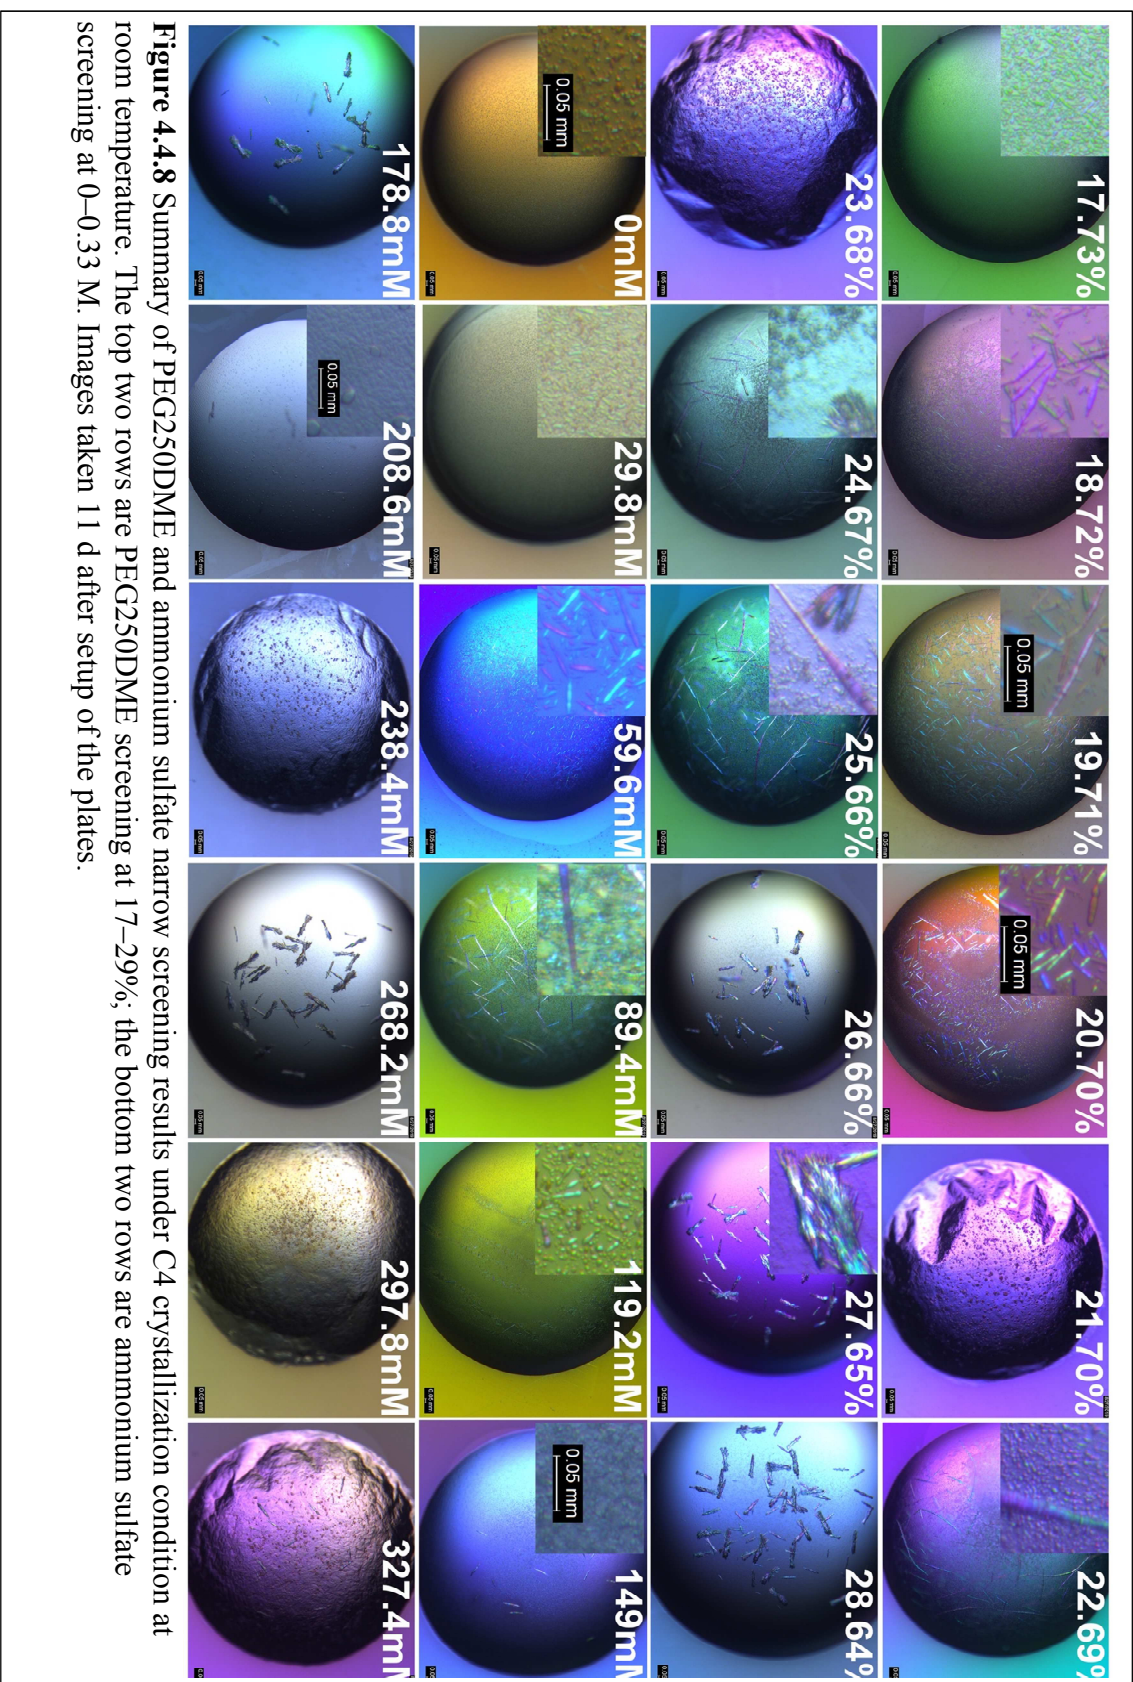 17.73%
18.72%
19.71%
0.05 mm
20.70%
0.05 mm
21.70%
22.69%
23.68%
24.67%
25.66%
26.66%
27.65%
28.64%
0mM
0.05 mm
29.8mM
59.6mM
89.4mM
119.2mM
149mM
0.05 mm
178.8mM
208.6mM
0.05 mm
238.4mM
268.2mM
297.8mM
327.4mM
Figure 4.4.8 Summary of PEG250DME and ammonium sulfate narrow screening results under C4 crystallization condition at
room temperature. The top two rows are PEG250DME screening at 17–29%; the bottom two rows are ammonium sulfate
screening at 0–0.33 M. Images taken 11 d after setup of the plates.